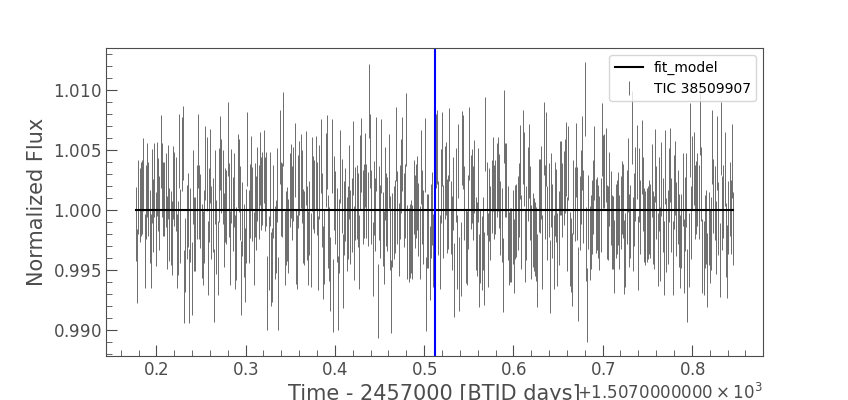 fit_model
TIC 38509907
1.010
1.005
1.000
0.995
0.990
Normalized Flux
0.2 0.3 0.4 0.5 0.6 0.7 0.8
Time - 2457000 [BTJD days]
+1.5070000000 × 10³